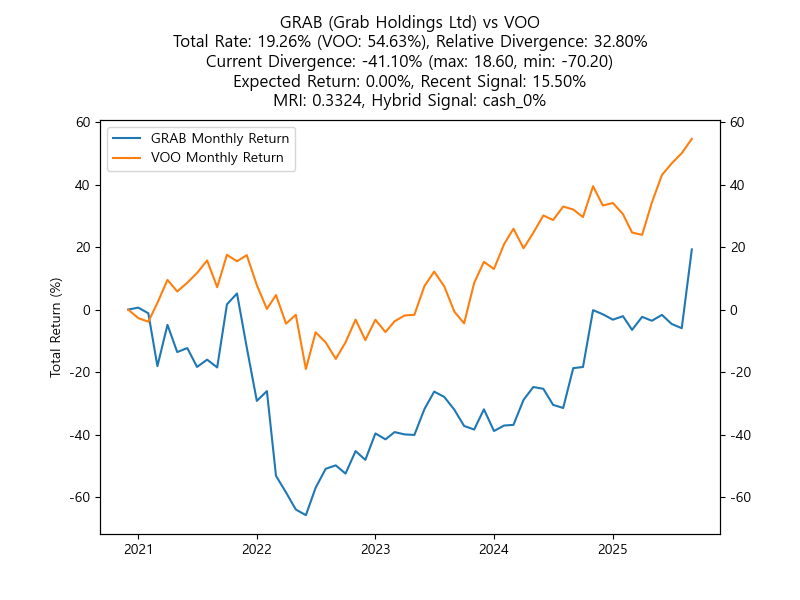 GRAB (Grab Holdings Ltd) vs VOO
Total Rate: 19.26% (VOO: 54.63%), Relative Divergence: 32.80%
Current Divergence: -41.10% (max: 18.60, min: -70.20)
Expected Return: 0.00%, Recent Signal: 15.50%
MRI: 0.3324, Hybrid Signal: cash_0%
GRAB Monthly Return
VOO Monthly Return
Total Return (%)
60
40
20
0
-20
-40
-60
60
40
20
0
-20
-40
-60
2021
2022
2023
2024
2025